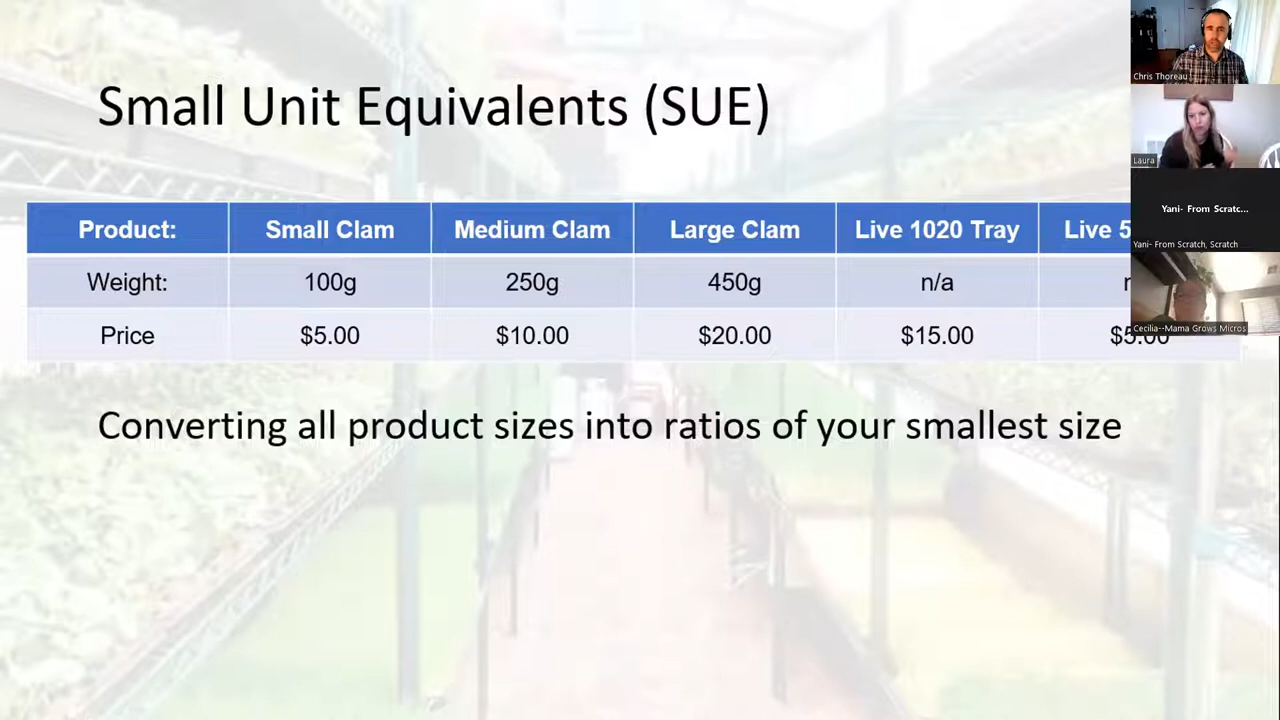 Small Unit Equivalents (SUE)
Product: Small Clam Medium Clam Large Clam Live 1020 Tray Live 5
Weight: 100g 250g 450g n/a
Price $5.00 $10.00 $20.00 $15.00 $5.00
Converting all product sizes into ratios of your smallest size
Chris Thoreau
Laura
Yani- From Scratc...
Yani- From Scratch, Scratch
Cecilia--Mama Grows Micros